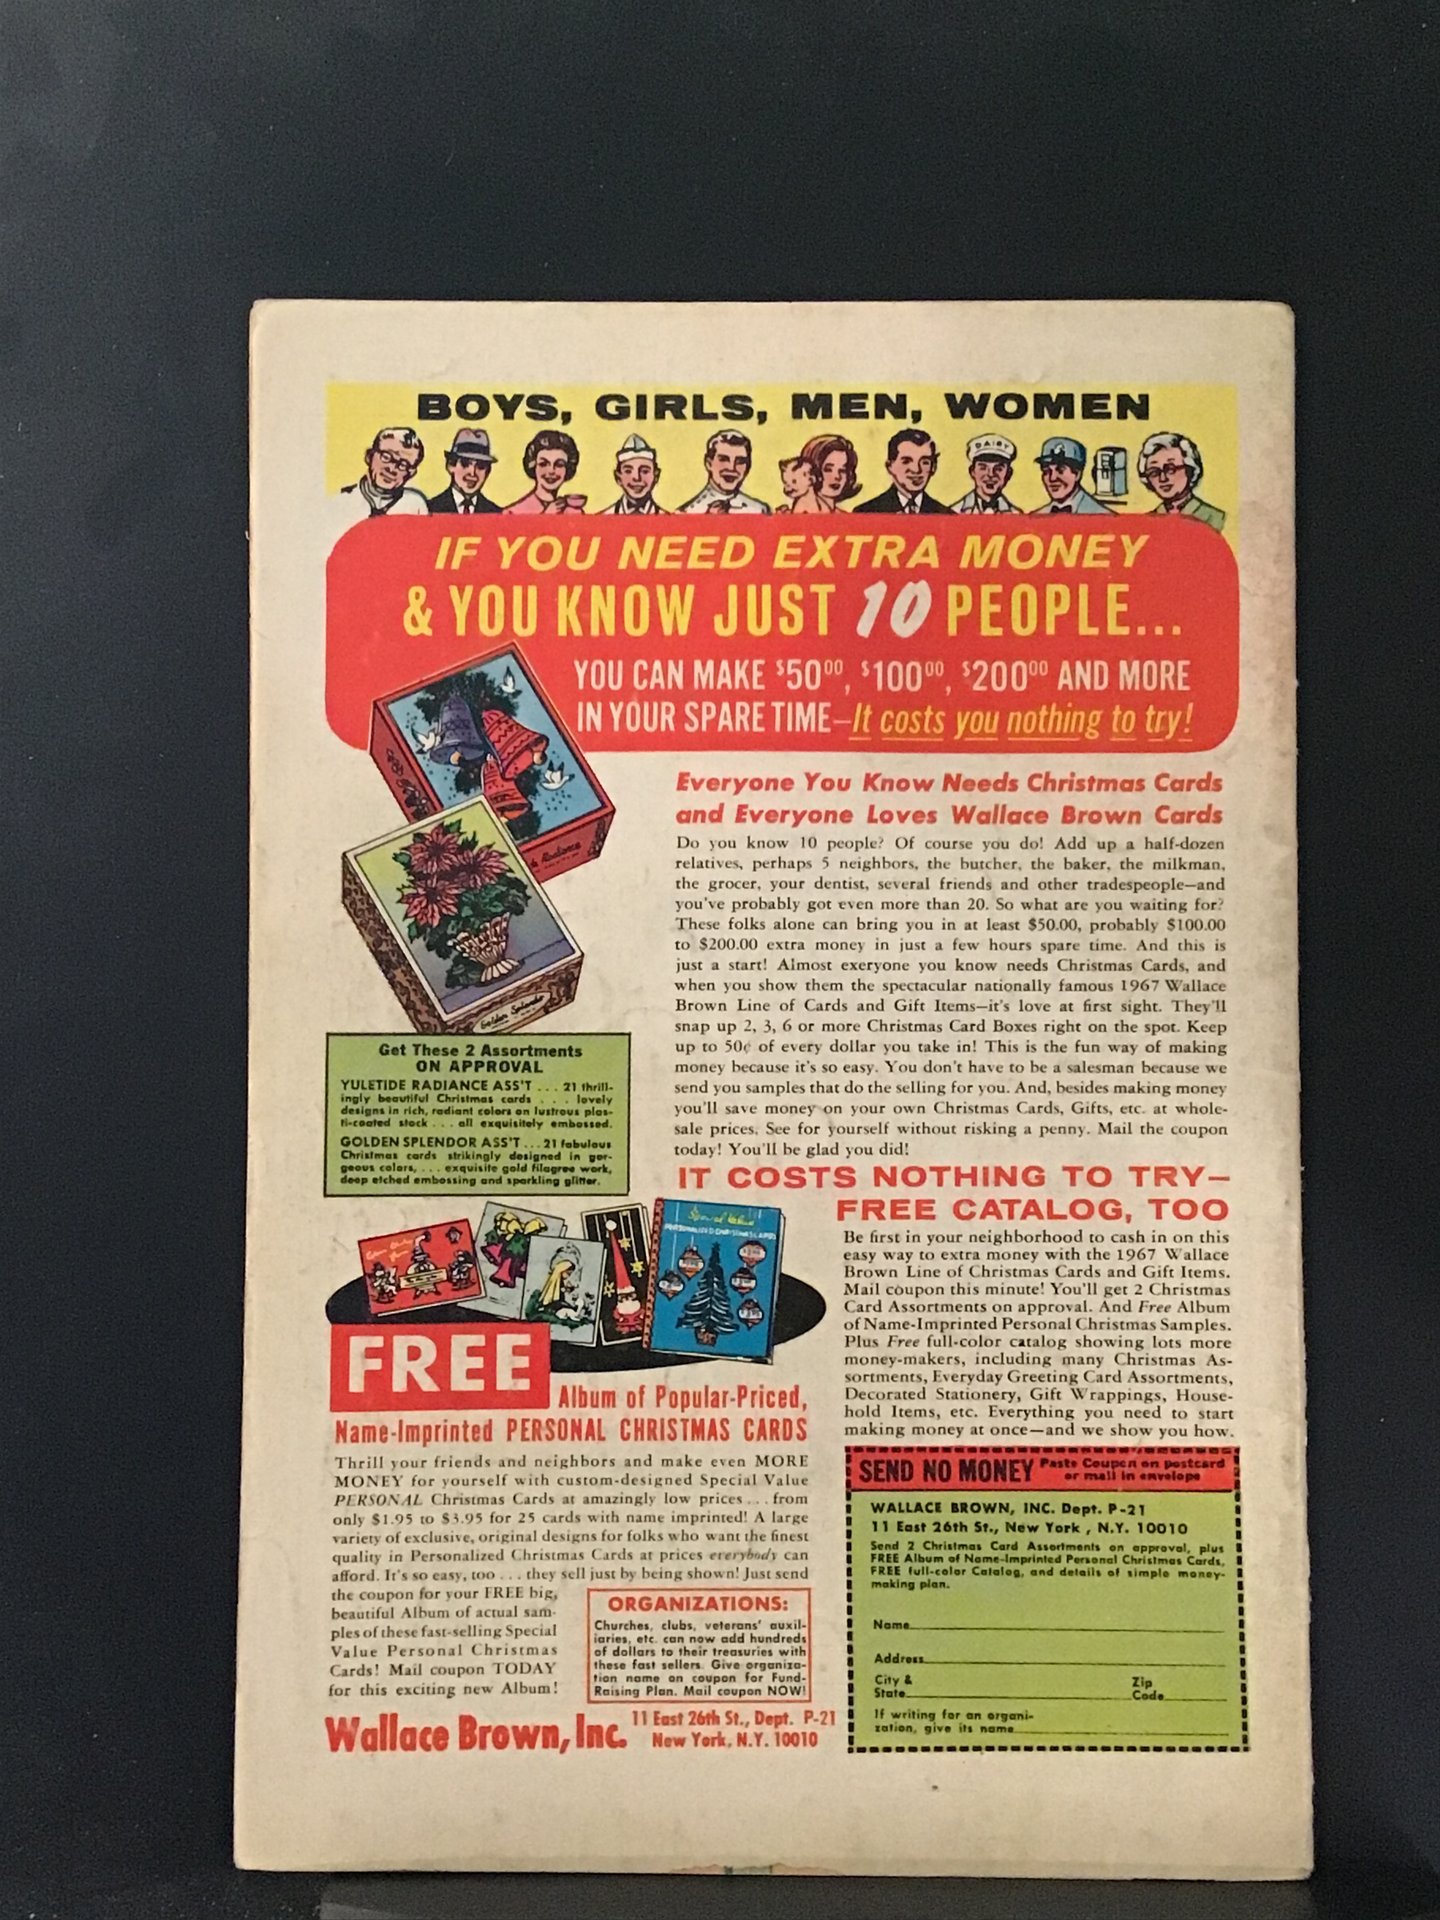 BOYS, GIRLS, MEN, WOMEN
DAIRY
IF YOU NEED EXTRA MONEY
& YOU KNOW JUST 10 PEOPLE...
YOU CAN MAKE $50⁰⁰, $100⁰⁰, $200⁰⁰ AND MORE
IN YOUR SPARE TIME—It costs you nothing to try!
Radiance
Golden Splendor
Get These 2 Assortments
ON APPROVAL
YULETIDE RADIANCE ASS'T . . . 21 thrill-
ingly beautiful Christmas cards . . . lovely
designs in rich, radiant colors on lustrous plas-
ti-coated stock . . . all exquisitely embossed.
GOLDEN SPLENDOR ASS'T . . . 21 fabulous
Christmas cards strikingly designed in gor-
geous colors, . . . exquisite gold filagree work,
deep etched embossing and sparkling glitter.
Everyone You Know Needs Christmas Cards
and Everyone Loves Wallace Brown Cards
Do you know 10 people? Of course you do! Add up a half-dozen
relatives, perhaps 5 neighbors, the butcher, the baker, the milkman,
the grocer, your dentist, several friends and other tradespeople—and
you've probably got even more than 20. So what are you waiting for?
These folks alone can bring you in at least $50.00, probably $100.00
to $200.00 extra money in just a few hours spare time. And this is
just a start! Almost exeryone you know needs Christmas Cards, and
when you show them the spectacular nationally famous 1967 Wallace
Brown Line of Cards and Gift Items—it's love at first sight. They'll
snap up 2, 3, 6 or more Christmas Card Boxes right on the spot. Keep
up to 50¢ of every dollar you take in! This is the fun way of making
money because it's so easy. You don't have to be a salesman because we
send you samples that do the selling for you. And, besides making money
you'll save money on your own Christmas Cards, Gifts, etc. at whole-
sale prices. See for yourself without risking a penny. Mail the coupon
today! You'll be glad you did!
IT COSTS NOTHING TO TRY—
FREE CATALOG, TOO
Be first in your neighborhood to cash in on this
easy way to extra money with the 1967 Wallace
Brown Line of Christmas Cards and Gift Items.
Mail coupon this minute! You'll get 2 Christmas
Card Assortments on approval. And Free Album
of Name-Imprinted Personal Christmas Samples.
Plus Free full-color catalog showing lots more
money-makers, including many Christmas As-
sortments, Everyday Greeting Card Assortments,
Decorated Stationery, Gift Wrappings, House-
hold Items, etc. Everything you need to start
making money at once—and we show you how.
Special Value
PERSONALIZED CHRISTMAS CARDS
FREE
Album of Popular-Priced,
Name-Imprinted PERSONAL CHRISTMAS CARDS
Thrill your friends and neighbors and make even MORE
MONEY for yourself with custom-designed Special Value
PERSONAL Christmas Cards at amazingly low prices . . . from
only $1.95 to $3.95 for 25 cards with name imprinted! A large
variety of exclusive, original designs for folks who want the finest
quality in Personalized Christmas Cards at prices everybody can
afford. It's so easy, too . . . they sell just by being shown! Just send
the coupon for your FREE big,
beautiful Album of actual sam-
ples of these fast-selling Special
Value Personal Christmas
Cards! Mail coupon TODAY
for this exciting new Album!
ORGANIZATIONS:
Churches, clubs, veterans' auxil-
iaries, etc. can now add hundreds
of dollars to their treasuries with
these fast sellers. Give organiza-
tion name on coupon for Fund-
Raising Plan. Mail coupon NOW!
Wallace Brown, Inc. 11 East 26th St., Dept. P-21
New York, N.Y. 10010
SEND NO MONEY Paste Coupon on postcard
or mail in envelope
WALLACE BROWN, INC. Dept. P-21
11 East 26th St., New York , N.Y. 10010
Send 2 Christmas Card Assortments on approval, plus
FREE Album of Name-Imprinted Personal Christmas Cards,
FREE full-color Catalog, and details of simple money-
making plan.
Name
Address
City &
State
Zip
Code
If writing for an organi-
zation, give its name